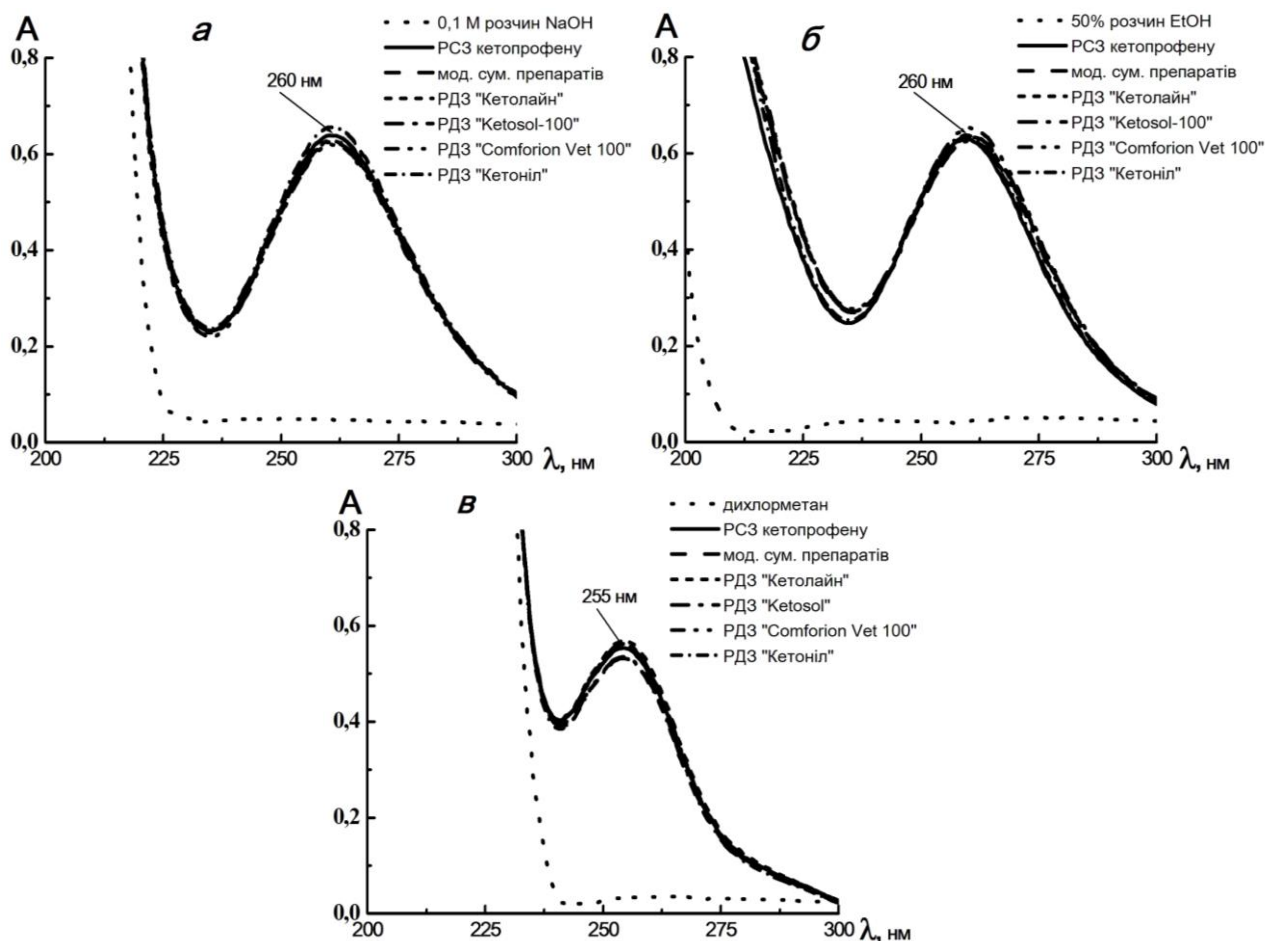 A
а
0,1 М розчин NaOH
РСЗ кетопрофену
мод. сум. препаратів
РДЗ "Кетолайн"
РДЗ "Ketosol-100"
РДЗ "Comforion Vet 100"
РДЗ "Кетоніл"
260 нм
0,8
0,6
0,4
0,2
0,0
200 225 250 275 300
λ, нм
A
б
50% розчин EtOH
РСЗ кетопрофену
мод. сум. препаратів
РДЗ "Кетолайн"
РДЗ "Ketosol-100"
РДЗ "Comforion Vet 100"
РДЗ "Кетоніл"
260 нм
0,8
0,6
0,4
0,2
0,0
200 225 250 275 300
λ, нм
A
в
дихлорметан
РСЗ кетопрофену
мод. сум. препаратів
РДЗ "Кетолайн"
РДЗ "Ketosol"
РДЗ "Comforion Vet 100"
РДЗ "Кетоніл"
255 нм
0,8
0,6
0,4
0,2
0,0
200 225 250 275 300
λ, нм